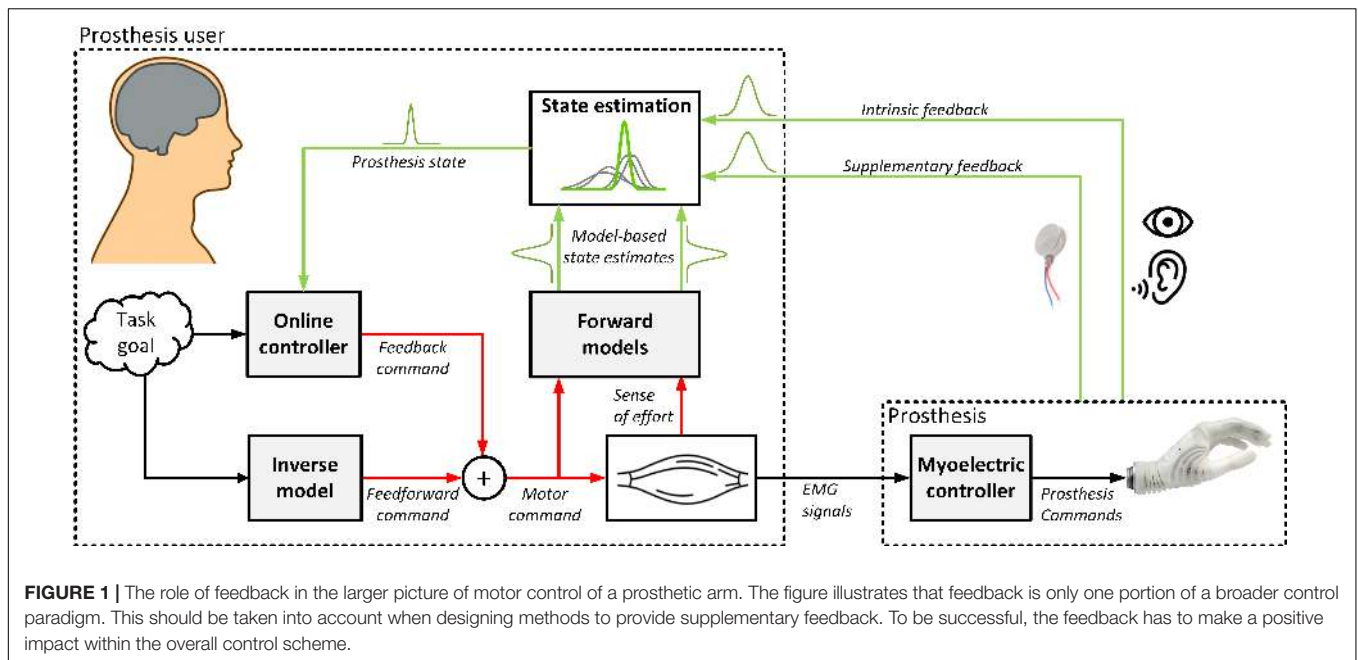 Prosthesis user
State estimation
Intrinsic feedback
Prosthesis state
Supplementary feedback
Model-based
state estimates
Task
goal
Online
controller
Feedback
command
Forward
models
Sense
of effort
Prosthesis
Inverse
model
Feedforward
command
+
Motor
command
EMG
signals
Myoelectric
controller
Prosthesis
Commands
FIGURE 1 | The role of feedback in the larger picture of motor control of a prosthetic arm. The figure illustrates that feedback is only one portion of a broader control
paradigm. This should be taken into account when designing methods to provide supplementary feedback. To be successful, the feedback has to make a positive
impact within the overall control scheme.